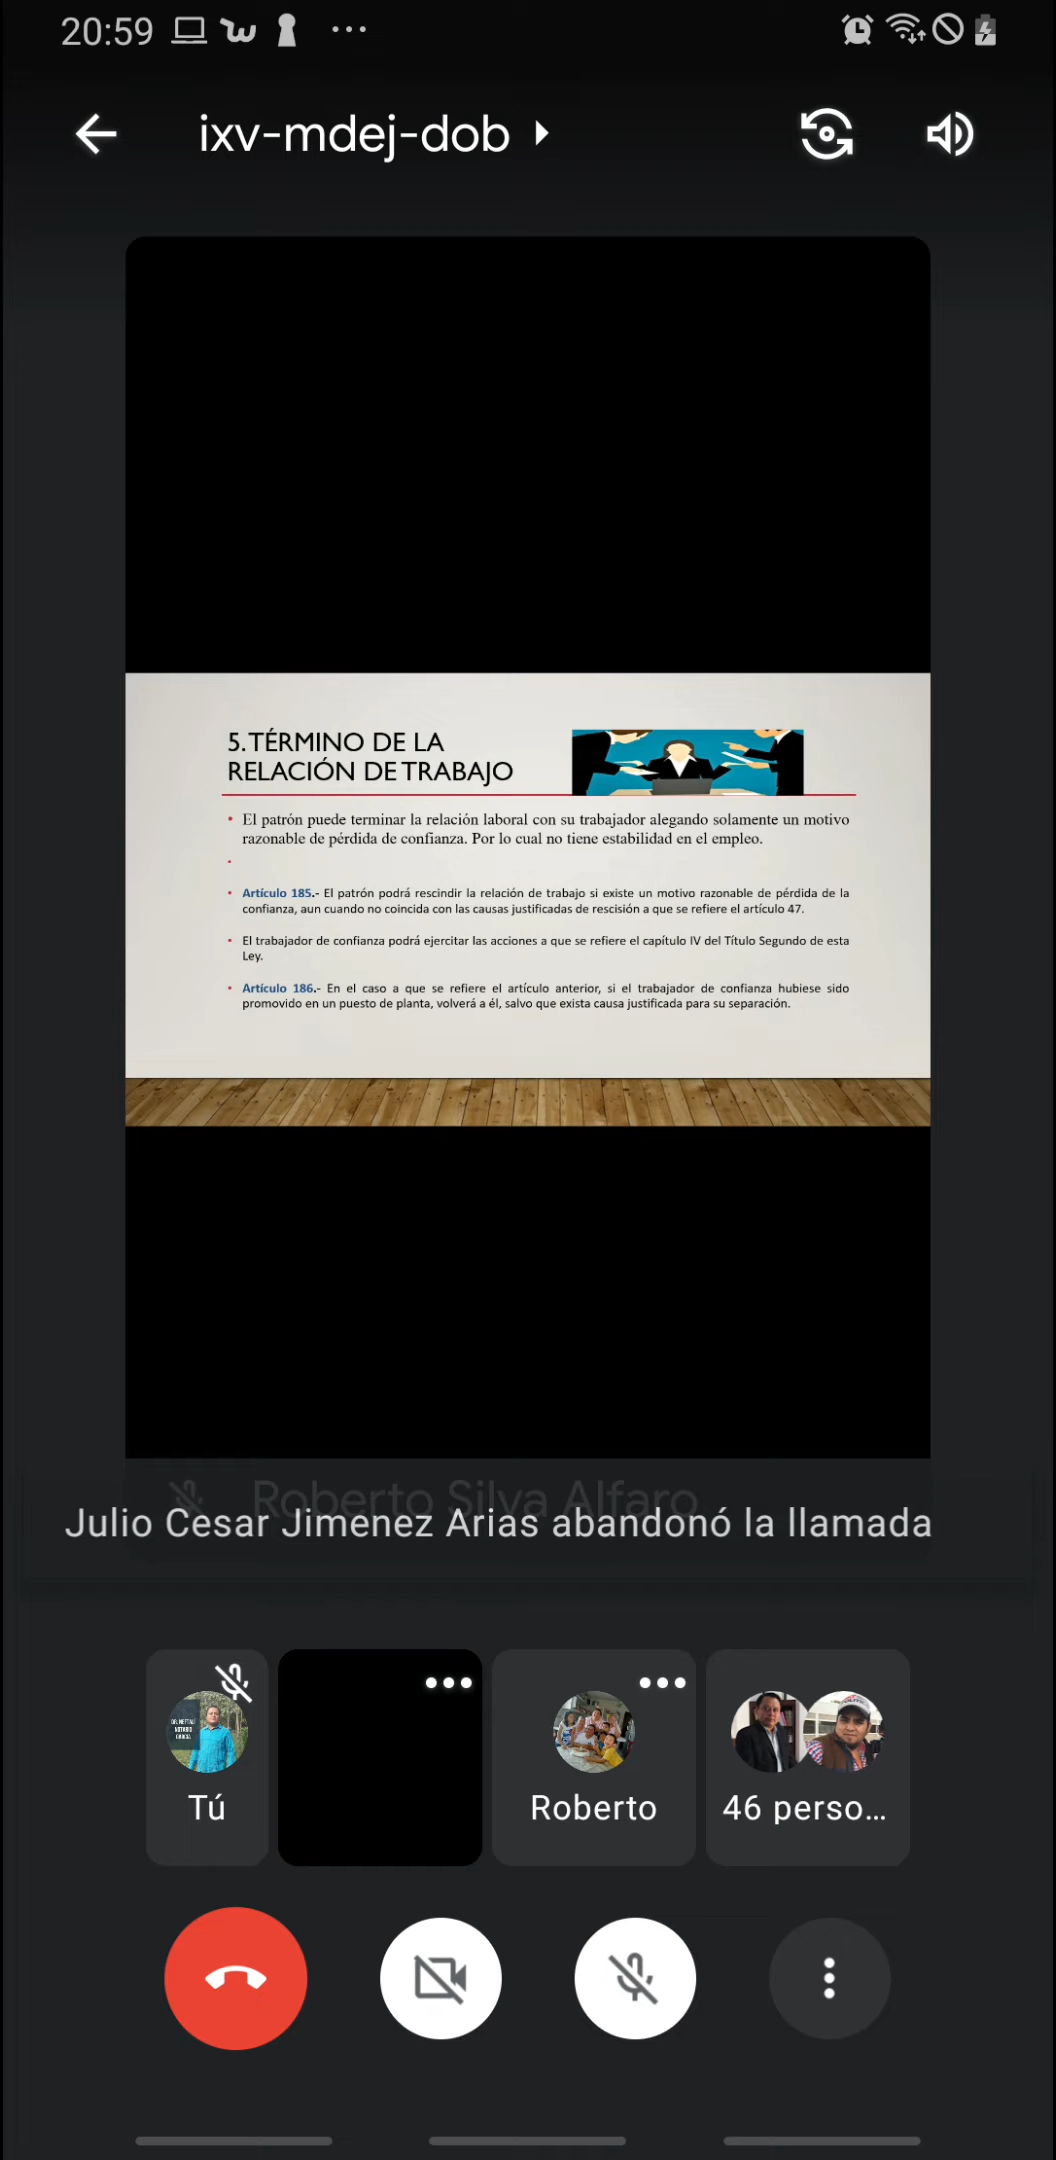 20:59
ixv-mdej-dob
5. TÉRMINO DE LA
RELACIÓN DE TRABAJO
• El patrón puede terminar la relación laboral con su trabajador alegando solamente un motivo
razonable de pérdida de confianza. Por lo cual no tiene estabilidad en el empleo.
•
• Artículo 185.- El patrón podrá rescindir la relación de trabajo si existe un motivo razonable de pérdida de la
confianza, aun cuando no coincida con las causas justificadas de rescisión a que se refiere el artículo 47.
• El trabajador de confianza podrá ejercitar las acciones a que se refiere el capítulo IV del Título Segundo de esta
Ley.
• Artículo 186.- En el caso a que se refiere el artículo anterior, si el trabajador de confianza hubiese sido
promovido en un puesto de planta, volverá a él, salvo que exista causa justificada para su separación.
Roberto Silva Alfaro
Julio Cesar Jimenez Arias abandonó la llamada
Tú
Roberto
46 perso...